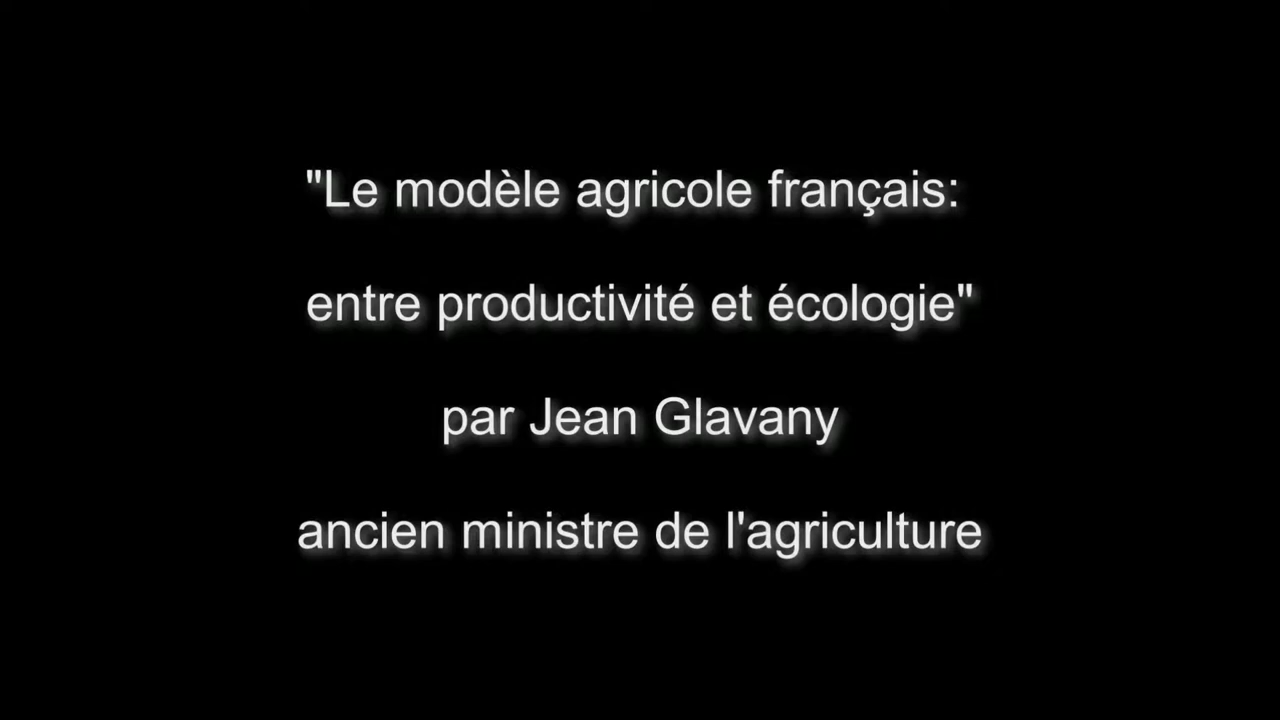 "Le modèle agricole français:
entre productivité et écologie"
par Jean Glavany
ancien ministre de l'agriculture